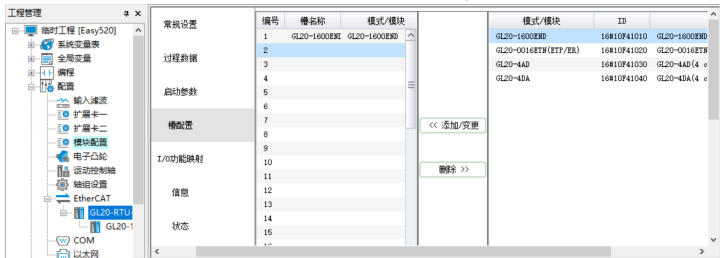 工程管理
临时工程 [Easy520]
系统变量表
全局变量
编程
配置
输入滤波
扩展卡一
扩展卡二
模块配置
电子凸轮
运动控制轴
轴组设置
EtherCAT
GL20-RTU-
GL20-1
COM
以太网
常规设置
过程数据
启动参数
槽配置
I/O功能映射
信息
状态
编号 槽名称 模式/模块
1 GL20-1600ENI GL20-1600END
2
3
4
5
6
7
8
9
10
11
12
13
14
15
<< 添加/变更
删除 >>
模式/模块 ID
GL20-1600END 16#10F41010 GL20-1600END
GL20-0016ETN(ETP/ER) 16#10F41020 GL20-0016ETN
GL20-4AD 16#10F41030 GL20-4AD(4 c
GL20-4DA 16#10F41040 GL20-4DA(4 c